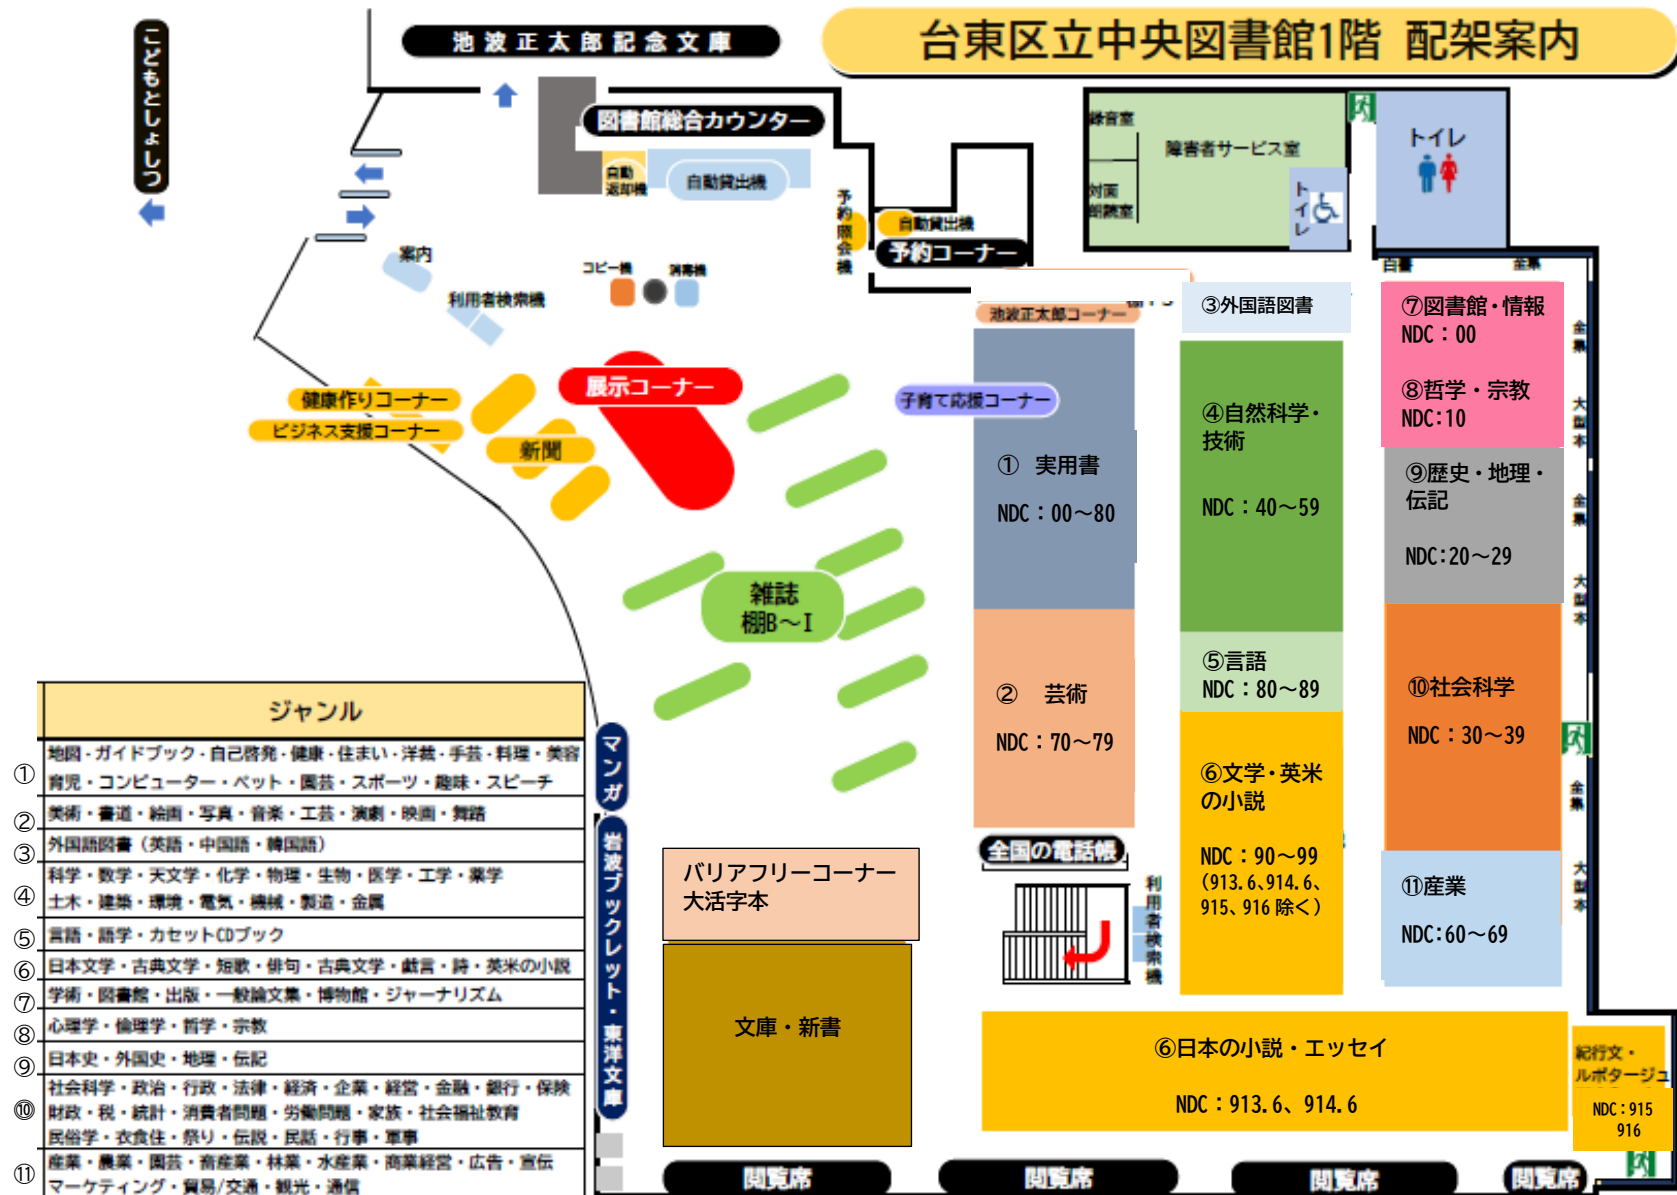 台東区立中央図書館1階 配架案内
こどもとしょしつ
池波正太郎記念文庫
図書館総合カウンター
自動
返却機
自動貸出機
予約照会機
自動貸出機
予約コーナー
録音室
障害者サービス室
対面
朗読室
トイレ
トイレ
案内
利用者検索機
コピー機
消毒機
白書
全集
池波正太郎コーナー
③外国語図書
⑦図書館・情報
NDC:00
⑧哲学・宗教
NDC:10
全集
大型本
全集
大型本
全集
大型本
健康作りコーナー
ビジネス支援コーナー
新聞
展示コーナー
子育て応援コーナー
① 実用書
NDC:00～80
④自然科学・
技術
NDC:40～59
⑨歴史・地理・
伝記
NDC:20～29
雑誌
棚B～I
② 芸術
NDC:70～79
⑤言語
NDC:80～89
⑩社会科学
NDC:30～39
⑥文学・英米
の小説
NDC:90～99
(913.6、914.6、
915、916 除く)
⑪産業
NDC:60～69
マンガ
岩波ブックレット・東洋文庫
全国の電話帳
利用者検索機
バリアフリーコーナー
大活字本
文庫・新書
⑥日本の小説・エッセイ
NDC:913.6、914.6
紀行文・
ルポタージュ
NDC:915
916
閲覧席
閲覧席
閲覧席
閲覧席
ジャンル
① 地図・ガイドブック・自己啓発・健康・住まい・洋裁・手芸・料理・美容
育児・コンピューター・ペット・園芸・スポーツ・趣味・スピーチ
② 美術・書道・絵画・写真・音楽・工芸・演劇・映画・舞踏
③ 外国語図書（英語・中国語・韓国語）
④ 科学・数学・天文学・化学・物理・生物・医学・工学・薬学
土木・建築・環境・電気・機械・製造・金属
⑤ 言語・語学・カセットCDブック
⑥ 日本文学・古典文学・短歌・俳句・古典文学・戯言・詩・英米の小説
⑦ 学術・図書館・出版・一般論文集・博物館・ジャーナリズム
⑧ 心理学・倫理学・哲学・宗教
⑨ 日本史・外国史・地理・伝記
⑩ 社会科学・政治・行政・法律・経済・企業・経営・金融・銀行・保険
財政・税・統計・消費者問題・労働問題・家族・社会福祉教育
民俗学・衣食住・祭り・伝説・民話・行事・軍事
⑪ 産業・農業・園芸・畜産業・林業・水産業・商業経営・広告・宣伝
マーケティング・貿易/交通・観光・通信